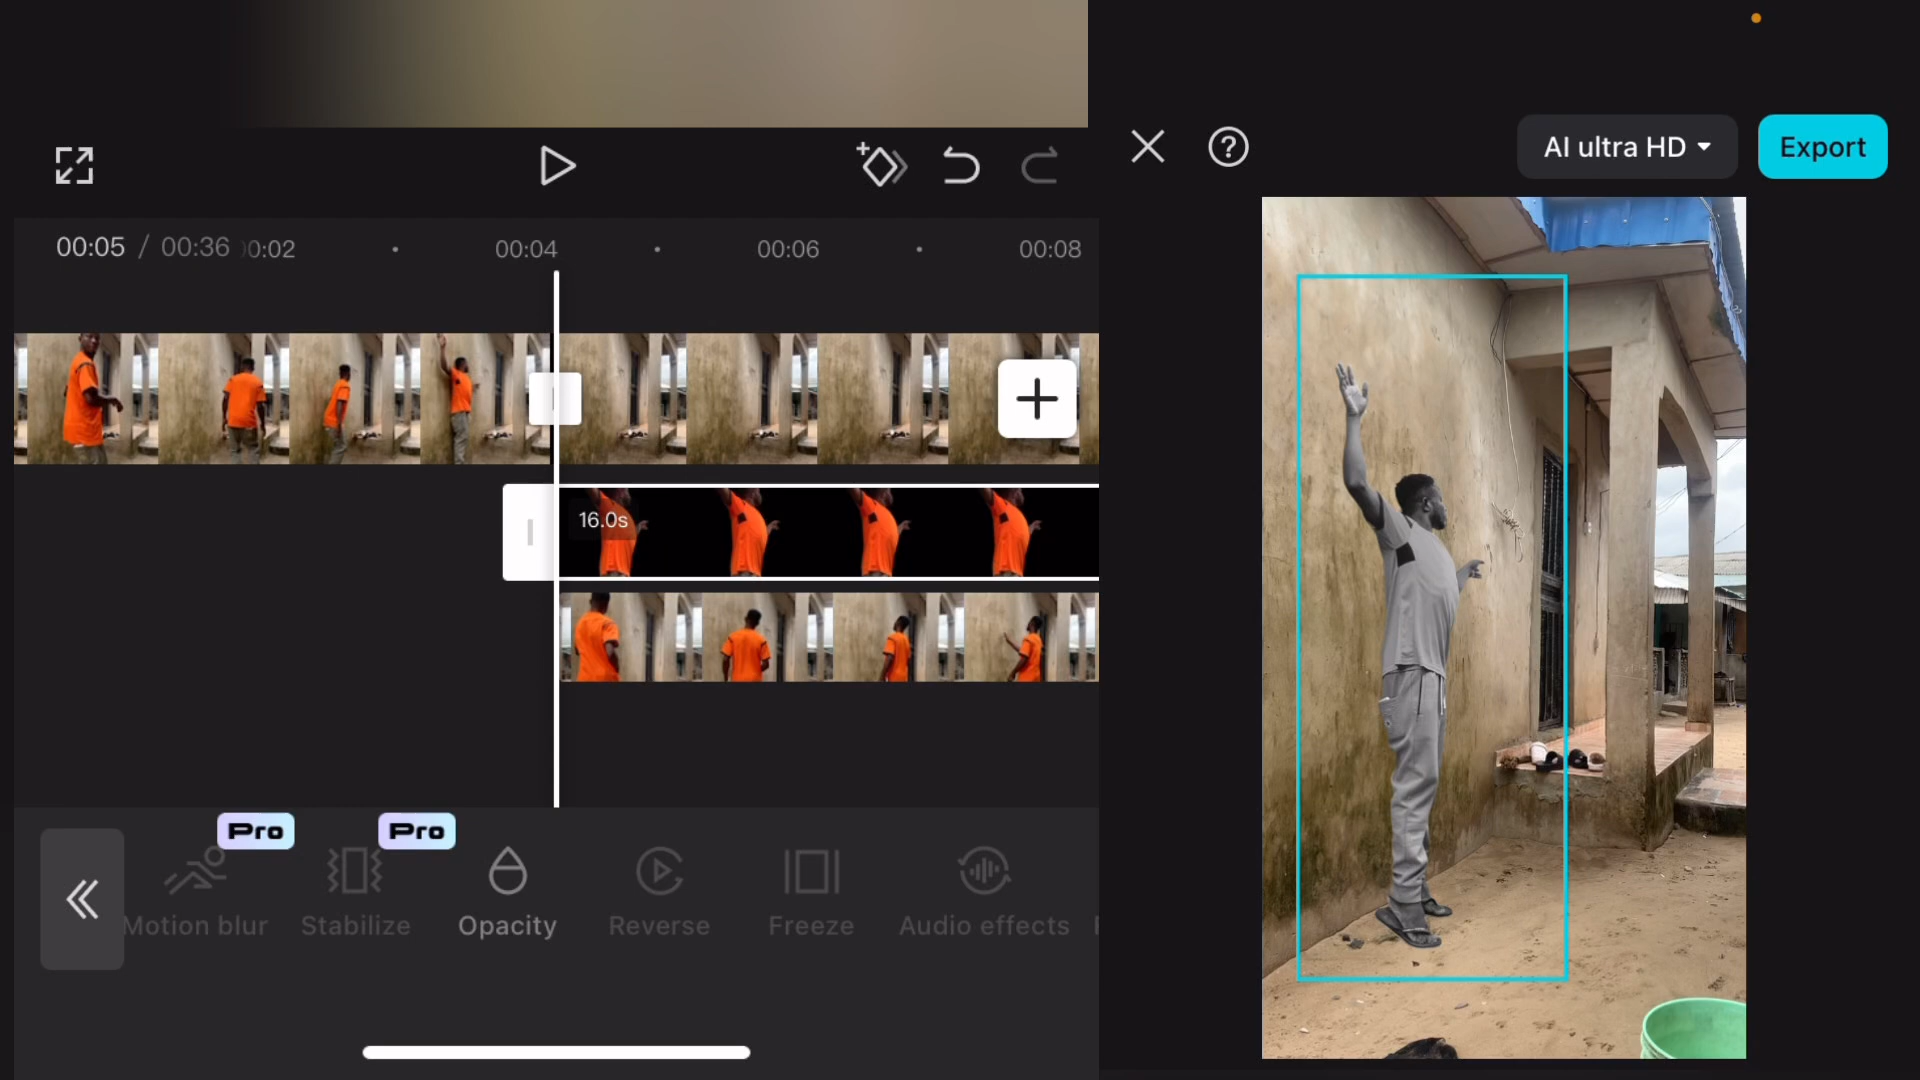 AI ultra HD
Export
00:05 / 00:36
0:02
00:04
00:06
00:08
16.0s
Pro
Pro
Motion blur
Stabilize
Opacity
Reverse
Freeze
Audio effects